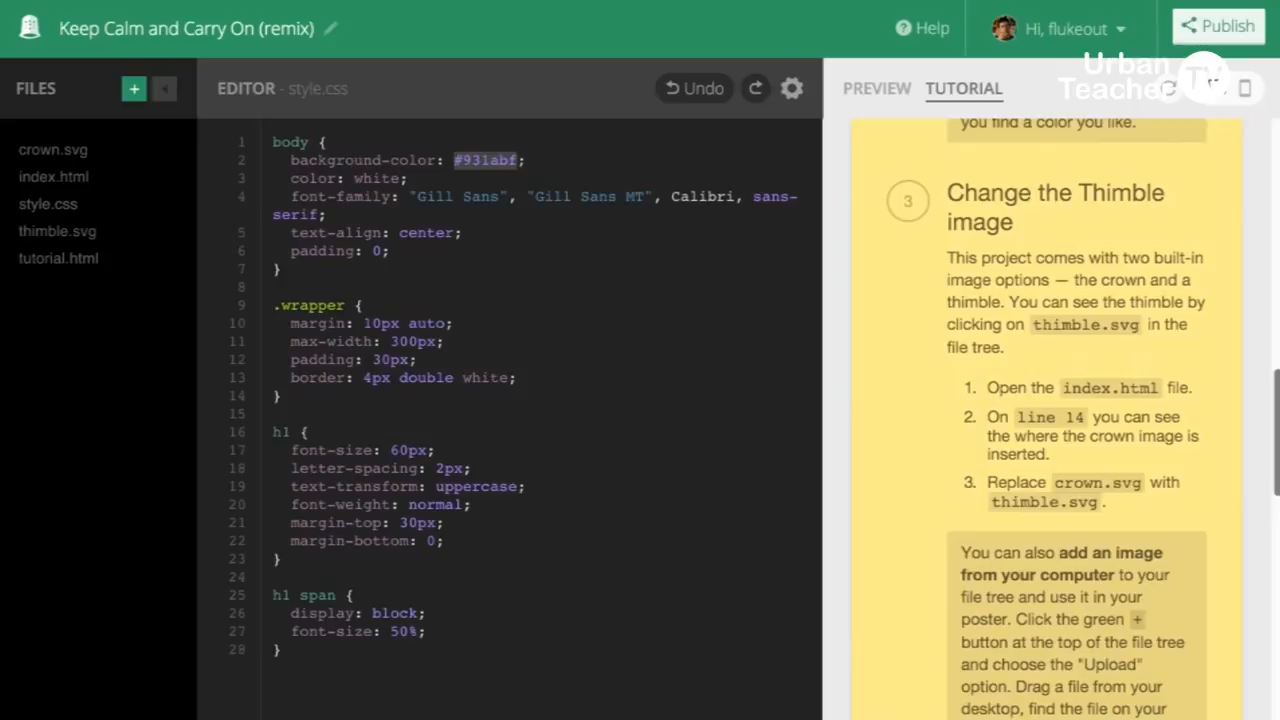 Keep Calm and Carry On (remix)
Help
Hi, flukeout
Publish
FILES
+
EDITOR - style.css
Undo
PREVIEW
TUTORIAL
Urban
Teacher
TV
crown.svg
index.html
style.css
thimble.svg
tutorial.html
1 body {
2 background-color: #931abf;
3 color: white;
4 font-family: "Gill Sans", "Gill Sans MT", Calibri, sans-
serif;
5 text-align: center;
6 padding: 0;
7 }
8
9 .wrapper {
10 margin: 10px auto;
11 max-width: 300px;
12 padding: 30px;
13 border: 4px double white;
14 }
15
16 h1 {
17 font-size: 60px;
18 letter-spacing: 2px;
19 text-transform: uppercase;
20 font-weight: normal;
21 margin-top: 30px;
22 margin-bottom: 0;
23 }
24
25 h1 span {
26 display: block;
27 font-size: 50%;
28 }
you find a color you like.
3
Change the Thimble
image
This project comes with two built-in
image options — the crown and a
thimble. You can see the thimble by
clicking on thimble.svg in the
file tree.
1. Open the index.html file.
2. On line 14 you can see
the where the crown image is
inserted.
3. Replace crown.svg with
thimble.svg.
You can also add an image
from your computer to your
file tree and use it in your
poster. Click the green +
button at the top of the file tree
and choose the "Upload"
option. Drag a file from your
desktop, find the file on your